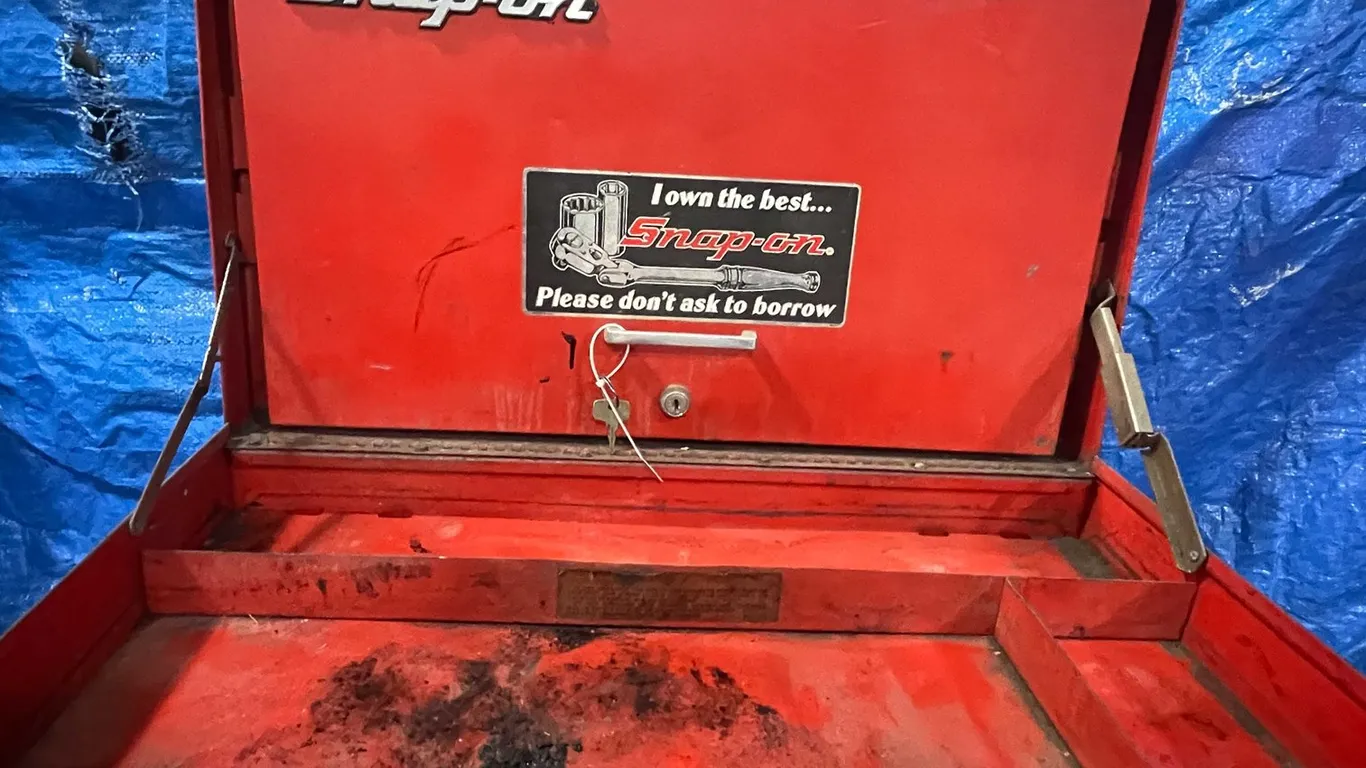 Snap-on
I own the best...
Snap-on®
Please don't ask to borrow